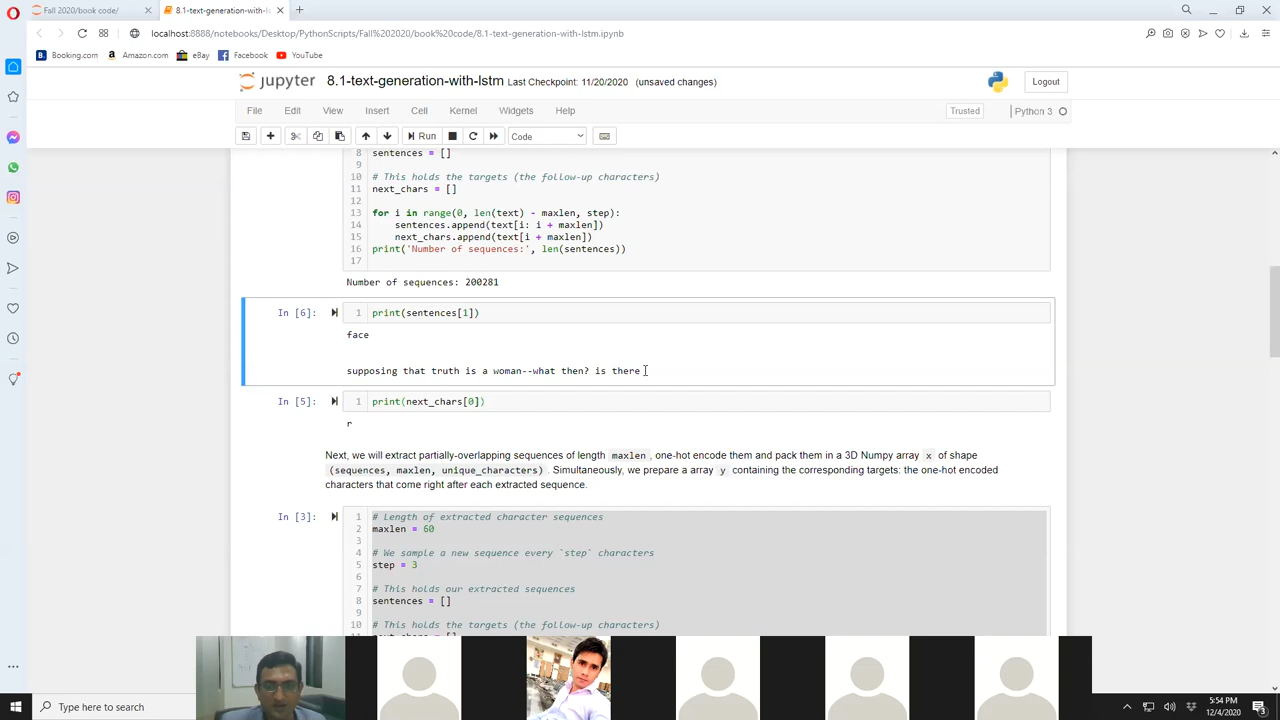 Fall 2020/book code/
8.1-text-generation-with-ls
localhost:8888/notebooks/Desktop/PythonScripts/Fall%202020/book%20code/8.1-text-generation-with-lstm.ipynb
Booking.com
Amazon.com
eBay
Facebook
YouTube
jupyter
8.1-text-generation-with-lstm Last Checkpoint: 11/20/2020 (unsaved changes)
Logout
File Edit View Insert Cell Kernel Widgets Help
Trusted
Python 3
Run
Code
8 sentences = []
9
10 # This holds the targets (the follow-up characters)
11 next_chars = []
12
13 for i in range(0, len(text) - maxlen, step):
14 sentences.append(text[i: i + maxlen])
15 next_chars.append(text[i + maxlen])
16 print('Number of sequences:', len(sentences))
17
Number of sequences: 200281
In [6]: 1 print(sentences[1])
face
supposing that truth is a woman--what then? is there
In [5]: 1 print(next_chars[0])
r
Next, we will extract partially-overlapping sequences of length maxlen, one-hot encode them and pack them in a 3D Numpy array x of shape
(sequences, maxlen, unique_characters). Simultaneously, we prepare a array y containing the corresponding targets: the one-hot encoded
characters that come right after each extracted sequence.
In [3]: 1 # Length of extracted character sequences
2 maxlen = 60
3
4 # We sample a new sequence every `step` characters
5 step = 3
6
7 # This holds our extracted sequences
8 sentences = []
9
10 # This holds the targets (the follow-up characters)
Type here to search
5:54 PM
12/4/2020
3